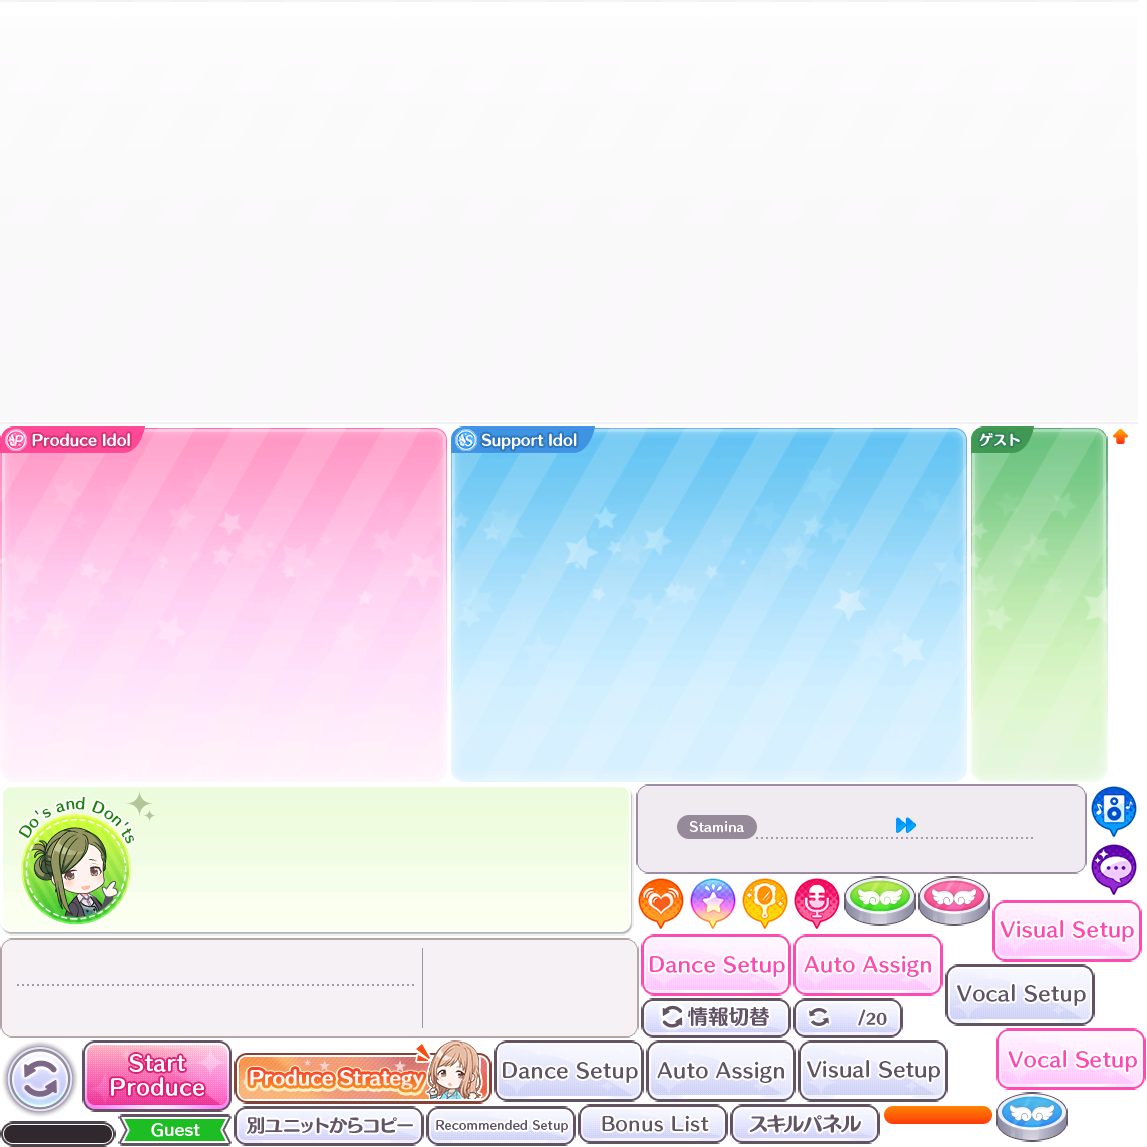 Produce Idol
Support Idol
ゲスト
Do's and Don'ts
Stamina
Visual Setup
Dance Setup
Auto Assign
Vocal Setup
情報切替
/20
Start
Produce
Produce Strategy
Dance Setup
Auto Assign
Visual Setup
Vocal Setup
Guest
別ユニットからコピー
Recommended Setup
Bonus List
スキルパネル